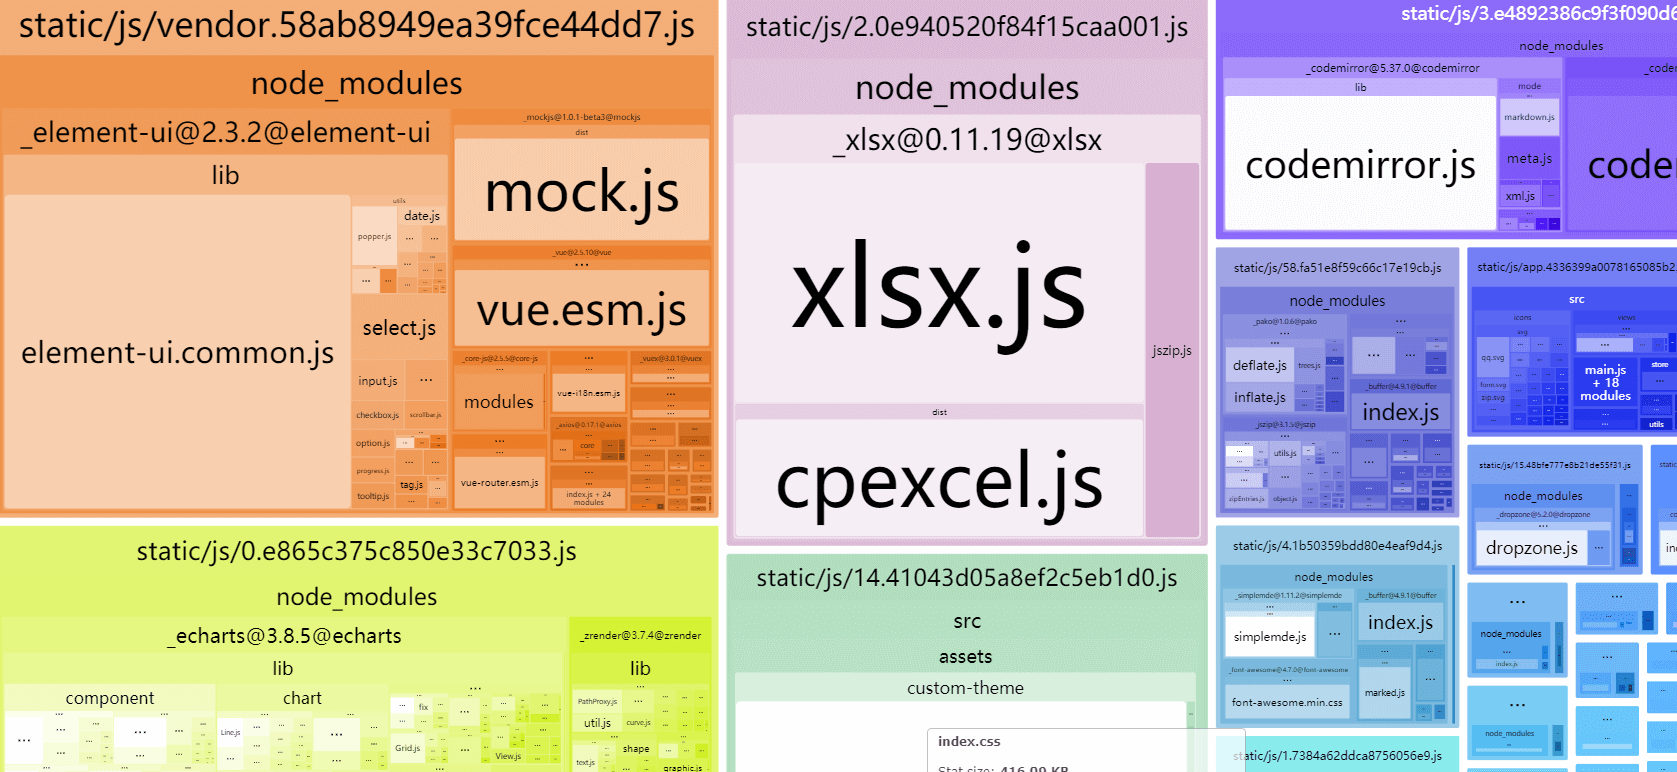 static/js/vendor.58ab8949ea39fce44dd7.js
node_modules
_element-ui@2.3.2@element-ui
lib
element-ui.common.js
utils
date.js
popper.js
...
select.js
input.js
...
checkbox.js
scrollbar.js
option.js
progress.js
tag.js
tooltip.js
_mockjs@1.0.1-beta3@mockjs
dist
mock.js
_vue@2.5.10@vue
...
vue.esm.js
_core-js@2.5.5@core-js
...
modules
...
vue-i18n.esm.js
_vuex@3.0.1@vuex
...
_axios@0.17.1@axios
...
core
...
vue-router.esm.js
...
index.js + 24
modules
static/js/2.0e940520f84f15caa001.js
node_modules
_xlsx@0.11.19@xlsx
xlsx.js
jszip.js
dist
cpexcel.js
static/js/3.e4892386c9f3f090d6
node_modules
_codemirror@5.37.0@codemirror
lib
codemirror.js
mode
...
markdown.js
meta.js
xml.js
...
_codem
code
static/js/58.fa51e8f59c66c17e19cb.js
node_modules
_pako@1.0.6@pako
...
deflate.js
trees.js
inflate.js
...
_buffer@4.9.1@buffer
...
index.js
_jszip@3.1.5@jszip
...
utils.js
zipEntries.js
object.js
static/js/app.4336399a0078165085b2
src
icons
svg
qq.svg
font.svg
zip.svg
views
...
main.js
+ 18
modules
store
...
utils
static/js/15.48bfe777e8b21de55f31.js
node_modules
_dropzone@5.2.0@dropzone
...
dropzone.js
...
static/js/4.1b50359bdd80e4eaf9d4.js
node_modules
_simplemde@1.11.2@simplemde
...
simplemde.js
...
_buffer@4.9.1@buffer
...
index.js
_font-awesome@4.7.0@font-awesome
...
font-awesome.min.css
...
marked.js
...
...
node_modules
...
index.js
...
node_modules
...
static/js/0.e865c375c850e33c7033.js
node_modules
_echarts@3.8.5@echarts
lib
component
...
chart
...
Line.js
...
fix
Grid.js
View.js
_zrender@3.7.4@zrender
lib
PathProxy.js
util.js
curve.js
shape
text.js
graphic.js
static/js/14.41043d05a8ef2c5eb1d0.js
src
assets
custom-theme
index.css
Stat size: 416.09 KB
static/js/1.7384a62ddca8756056e9.js